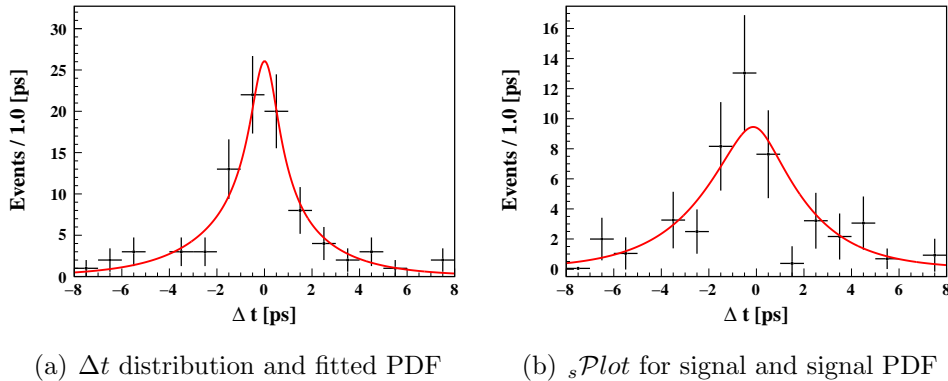 Events / 1.0 [ps]
30
25
20
15
10
5
0
−8 −6 −4 −2 0 2 4 6 8
Δ t [ps]
(a) Δt distribution and fitted PDF
Events / 1.0 [ps]
16
14
12
10
8
6
4
2
0
−8 −6 −4 −2 0 2 4 6 8
Δ t [ps]
(b) sPlot for signal and signal PDF